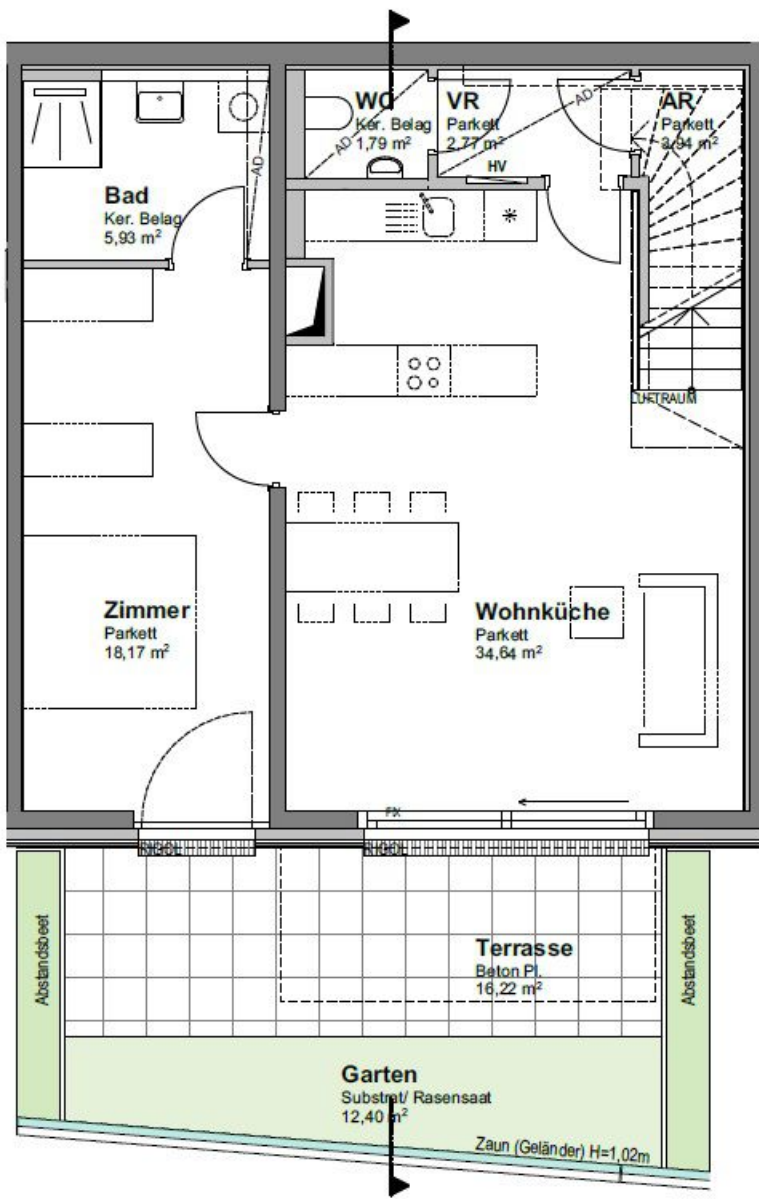 WC
Ker. Belag
1,79 m²
AD
VR
Parkett
2,77 m²
HV
AD
AR
Parkett
3,94 m²
AD
Bad
Ker. Belag
5,93 m²
LUFTRAUM
Zimmer
Parkett
18,17 m²
Wohnküche
Parkett
34,64 m²
FIX
RIGOL
RIGOL
Abstandsbeet
Terrasse
Beton Pl.
16,22 m²
Abstandsbeet
Garten
Substrat/ Rasensaat
12,40 m²
Zaun (Geländer) H=1,02m